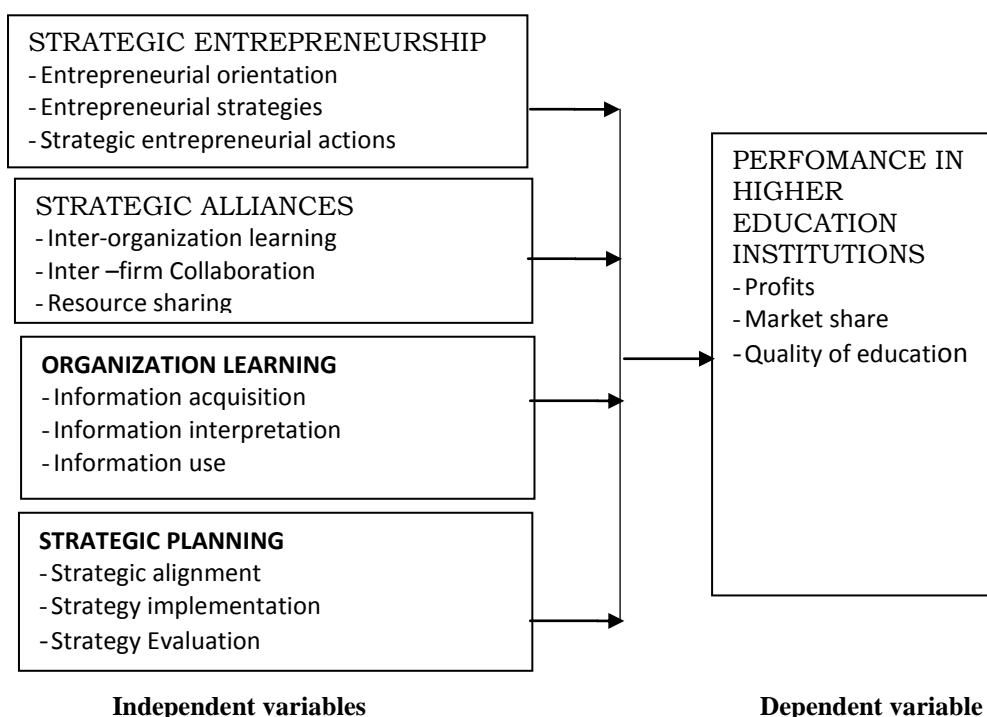 STRATEGIC ENTREPRENEURSHIP
- Entrepreneurial orientation
- Entrepreneurial strategies
- Strategic entrepreneurial actions
STRATEGIC ALLIANCES
- Inter-organization learning
- Inter –firm Collaboration
- Resource sharing
ORGANIZATION LEARNING
- Information acquisition
- Information interpretation
- Information use
STRATEGIC PLANNING
- Strategic alignment
- Strategy implementation
- Strategy Evaluation
PERFOMANCE IN
HIGHER
EDUCATION
INSTITUTIONS
- Profits
- Market share
- Quality of education
Independent variables
Dependent variable